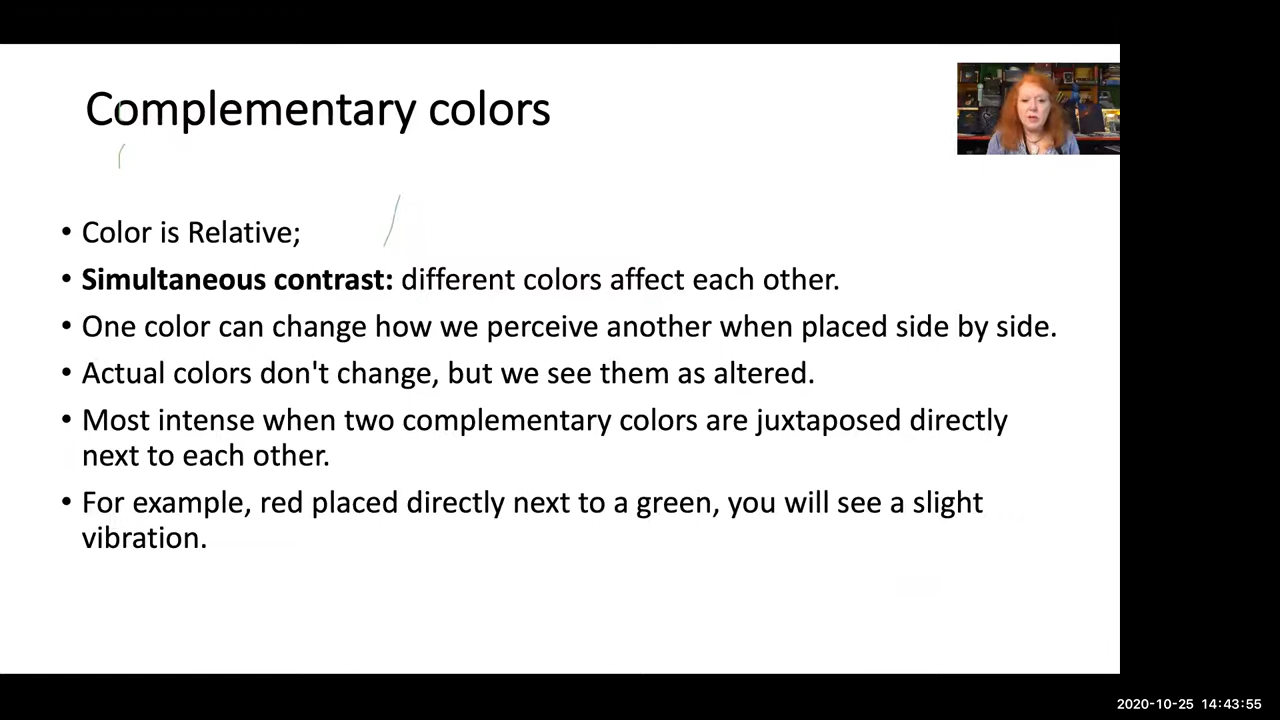 Complementary colors
• Color is Relative;
• Simultaneous contrast: different colors affect each other.
• One color can change how we perceive another when placed side by side.
• Actual colors don't change, but we see them as altered.
• Most intense when two complementary colors are juxtaposed directly
next to each other.
• For example, red placed directly next to a green, you will see a slight
vibration.
2020-10-25 14:43:55